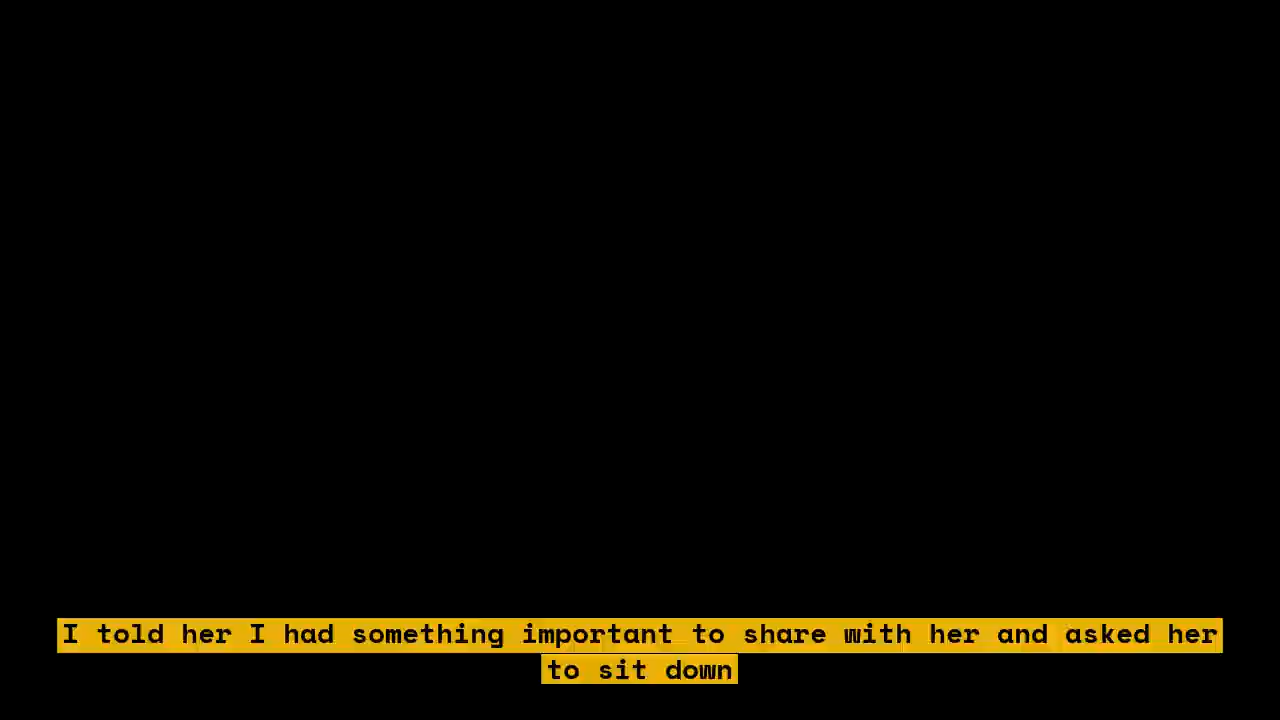 I told her I had something important to share with her and asked her
to sit down